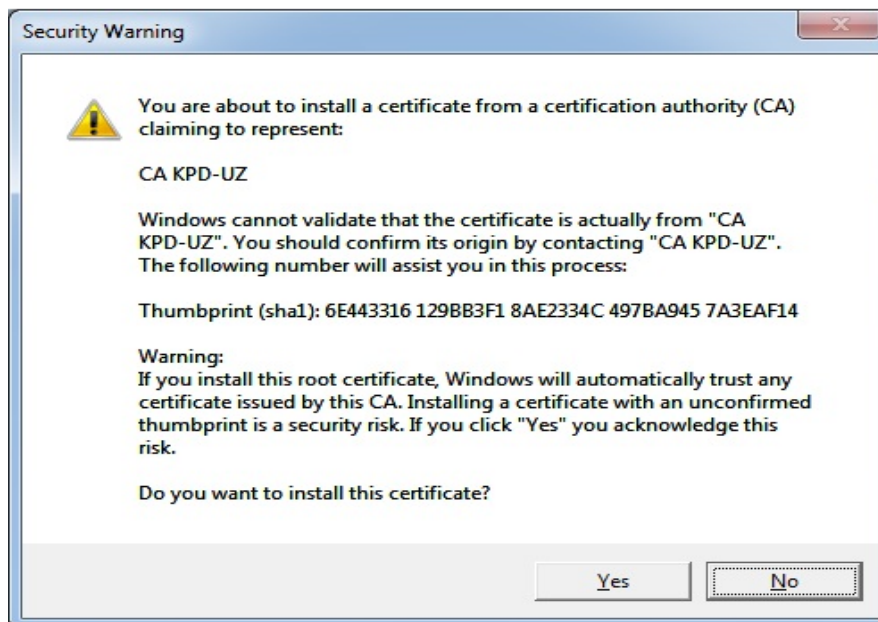 Security Warning
You are about to install a certificate from a certification authority (CA)
claiming to represent:
CA KPD-UZ
Windows cannot validate that the certificate is actually from "CA
KPD-UZ". You should confirm its origin by contacting "CA KPD-UZ".
The following number will assist you in this process:
Thumbprint (sha1): 6E443316 129BB3F1 8AE2334C 497BA945 7A3EAF14
Warning:
If you install this root certificate, Windows will automatically trust any
certificate issued by this CA. Installing a certificate with an unconfirmed
thumbprint is a security risk. If you click "Yes" you acknowledge this
risk.
Do you want to install this certificate?
Yes
No